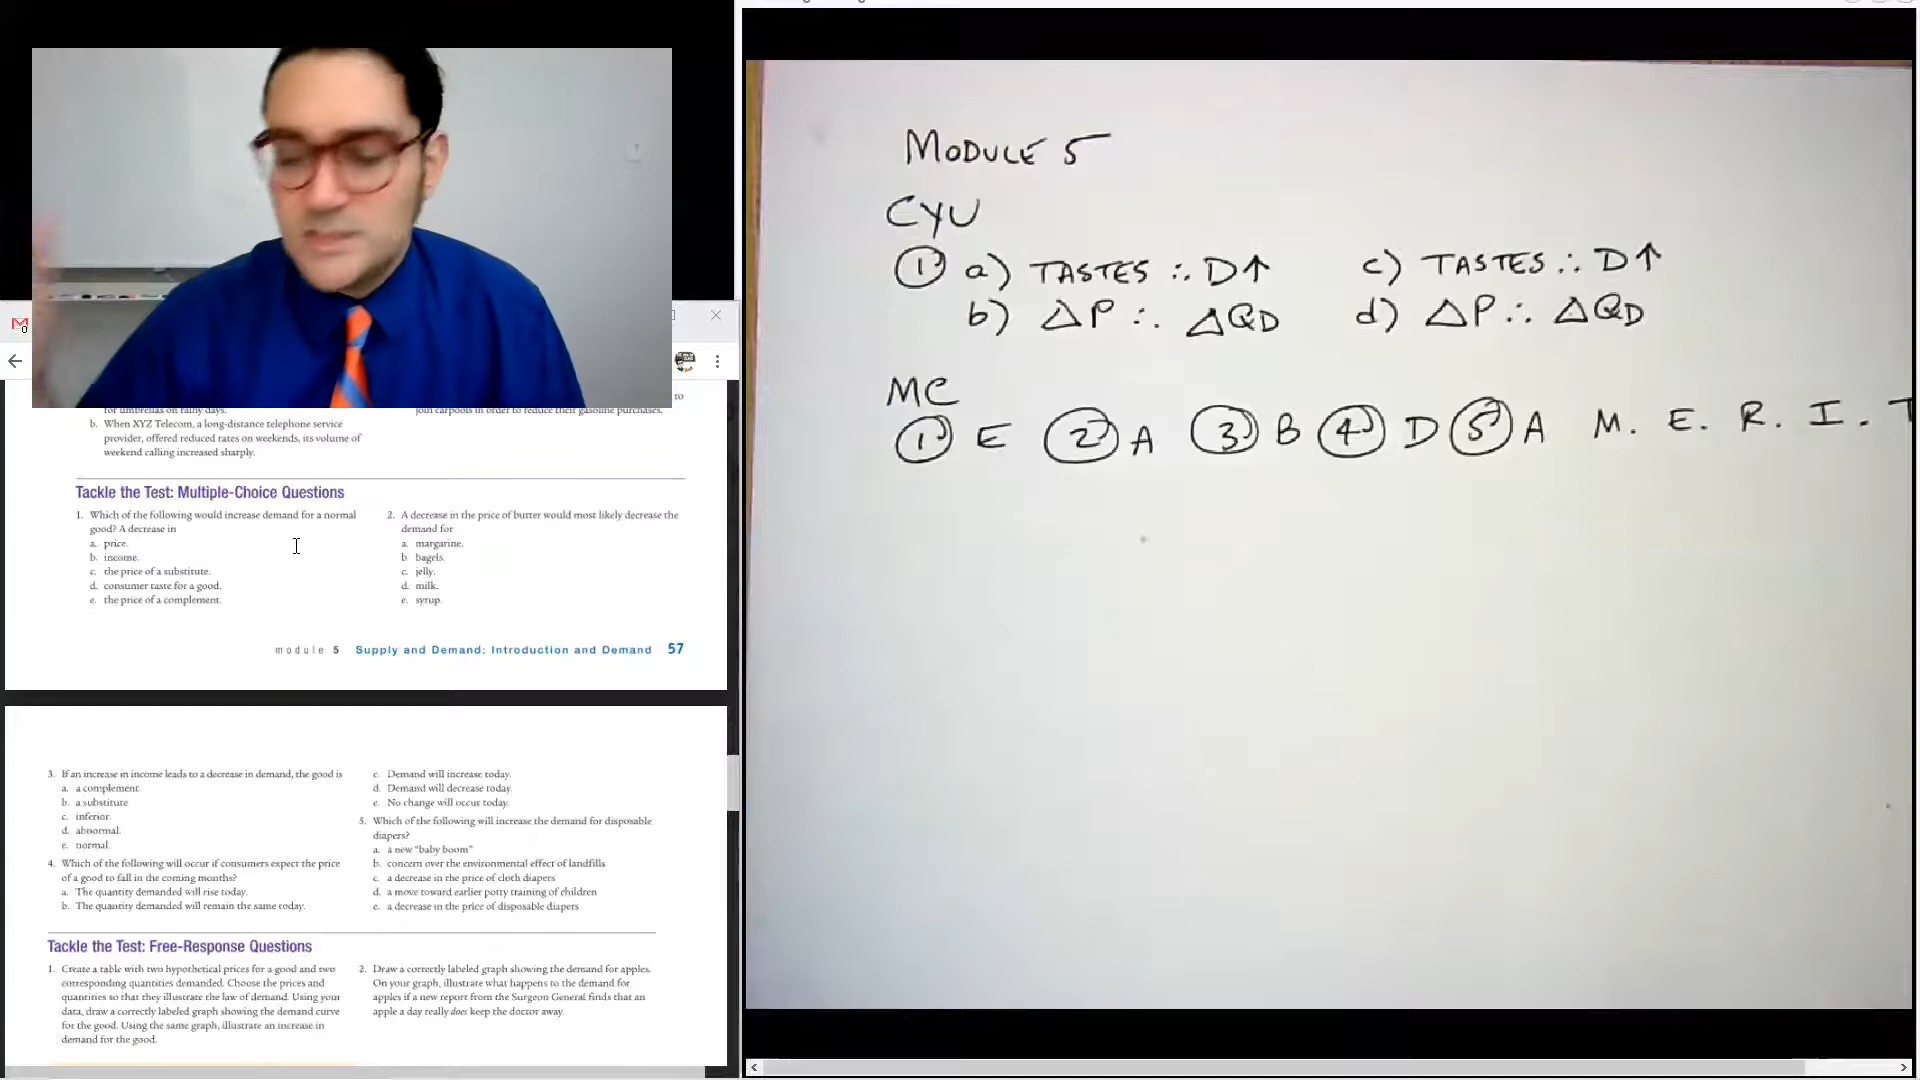 for umbrellas on rainy days.
b. When XYZ Telecom, a long-distance telephone service
provider, offered reduced rates on weekends, its volume of
weekend calling increased sharply.
to
join carpools in order to reduce their gasoline purchases.
Tackle the Test: Multiple-Choice Questions
1. Which of the following would increase demand for a normal
good? A decrease in
a. price.
b. income.
c. the price of a substitute.
d. consumer taste for a good.
e. the price of a complement.
2. A decrease in the price of butter would most likely decrease the
demand for
a. margarine.
b. bagels.
c. jelly.
d. milk.
e. syrup.
module 5 Supply and Demand: Introduction and Demand 57
3. If an increase in income leads to a decrease in demand, the good is
a. a complement.
b. a substitute
c. inferior.
d. abnormal.
e. normal.
4. Which of the following will occur if consumers expect the price
of a good to fall in the coming months?
a. The quantity demanded will rise today.
b. The quantity demanded will remain the same today.
c. Demand will increase today.
d. Demand will decrease today.
e. No change will occur today.
5. Which of the following will increase the demand for disposable
diapers?
a. a new "baby boom"
b. concern over the environmental effect of landfills
c. a decrease in the price of cloth diapers
d. a move toward earlier potty training of children
e. a decrease in the price of disposable diapers
Tackle the Test: Free-Response Questions
1. Create a table with two hypothetical prices for a good and two
corresponding quantities demanded. Choose the prices and
quantities so that they illustrate the law of demand. Using your
data, draw a correctly labeled graph showing the demand curve
for the good. Using the same graph, illustrate an increase in
demand for the good.
2. Draw a correctly labeled graph showing the demand for apples.
On your graph, illustrate what happens to the demand for
apples if a new report from the Surgeon General finds that an
apple a day really does keep the doctor away.
MODULE 5
CYU
① a) TASTES ∴ D↑ c) TASTES ∴ D↑
b) ΔP ∴ ΔQD d) ΔP ∴ ΔQD
MC
① E ② A ③ B ④ D ⑤ A M. E. R. I. T